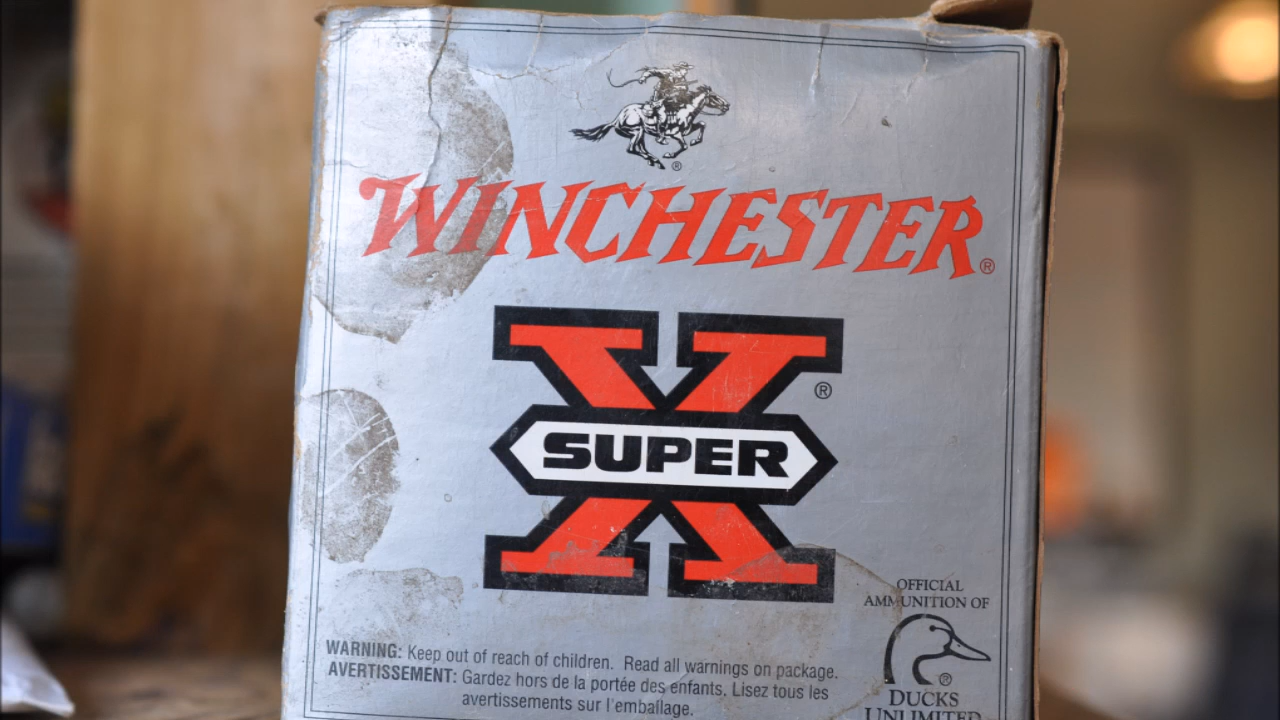 ®
WINCHESTER®
X
®
SUPER
OFFICIAL
AMMUNITION OF
®
DUCKS
UNLIMITED
WARNING: Keep out of reach of children. Read all warnings on package.
AVERTISSEMENT: Gardez hors de la portée des enfants. Lisez tous les
avertissements sur l'emballage.